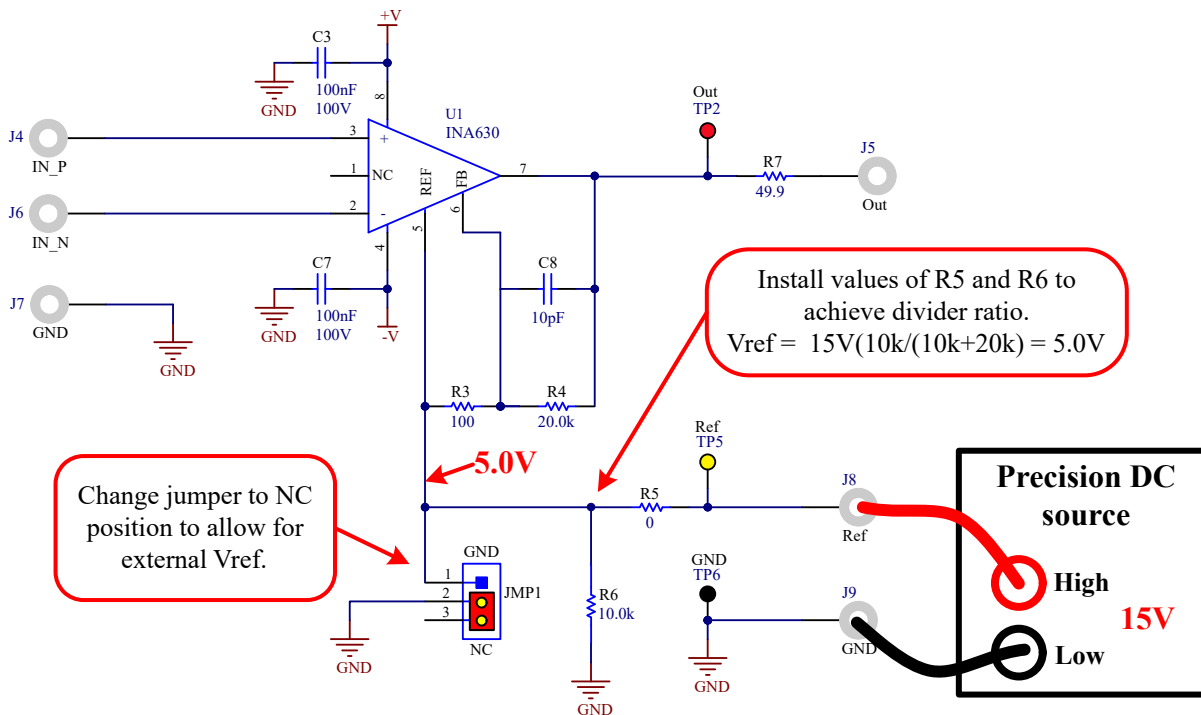 +V
C3
100nF
100V
GND
8
U1
INA630
J4
IN_P
3
+
1
NC
REF
FB
7
J6
IN_N
2
-
5
6
4
Out
TP2
R7
49.9
J5
Out
J7
GND
GND
C7
100nF
100V
GND
-V
C8
10pF
Install values of R5 and R6 to
achieve divider ratio.
Vref = 15V(10k/(10k+20k) = 5.0V
R3
100
R4
20.0k
5.0V
Change jumper to NC
position to allow for
external Vref.
Ref
TP5
R5
0
J8
Ref
GND
1
2
3
JMP1
NC
GND
R6
10.0k
GND
GND
TP6
GND
J9
GND
Precision DC
source
High
15V
Low